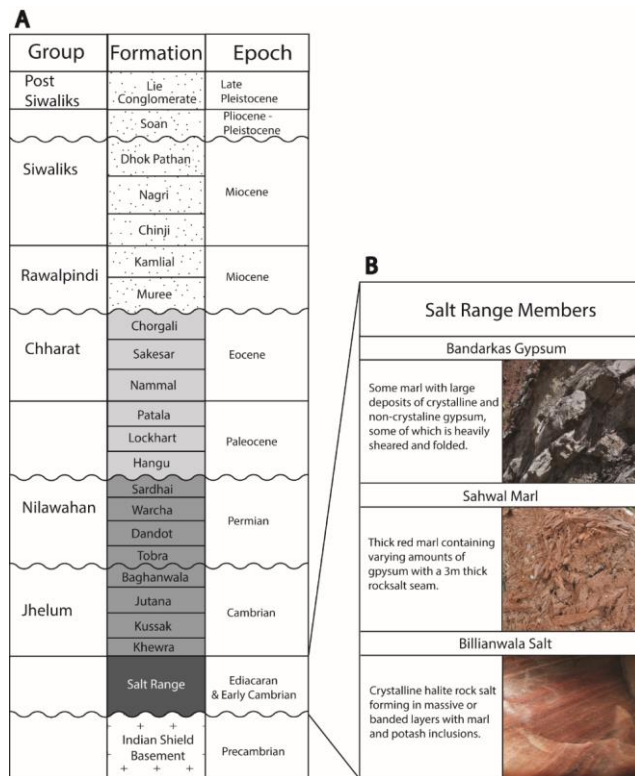 A
Group Formation Epoch
Post
Siwaliks
Lie
Conglomerate
Late
Pleistocene
Soan
Pliocene -
Pleistocene
Siwaliks
Dhok Pathan
Nagri
Chinji
Miocene
Rawalpindi
Kamlial
Muree
Miocene
Chharat
Chorgali
Sakesar
Nammal
Eocene
Patala
Lockhart
Hangu
Paleocene
Nilawahan
Sardhai
Warcha
Dandot
Tobra
Permian
Jhelum
Baghanwala
Jutana
Kussak
Khewra
Cambrian
Salt Range
Ediacaran
& Early Cambrian
Indian Shield
Basement
Precambrian
B
Salt Range Members
Bandarkas Gypsum
Some marl with large
deposits of crystalline and
non-crystaline gypsum,
some of which is heavily
sheared and folded.
Sahwal Marl
Thick red marl containing
varying amounts of
gpysum with a 3m thick
rocksalt seam.
Billianwala Salt
Crystalline halite rock salt
forming in massive or
banded layers with marl
and potash inclusions.